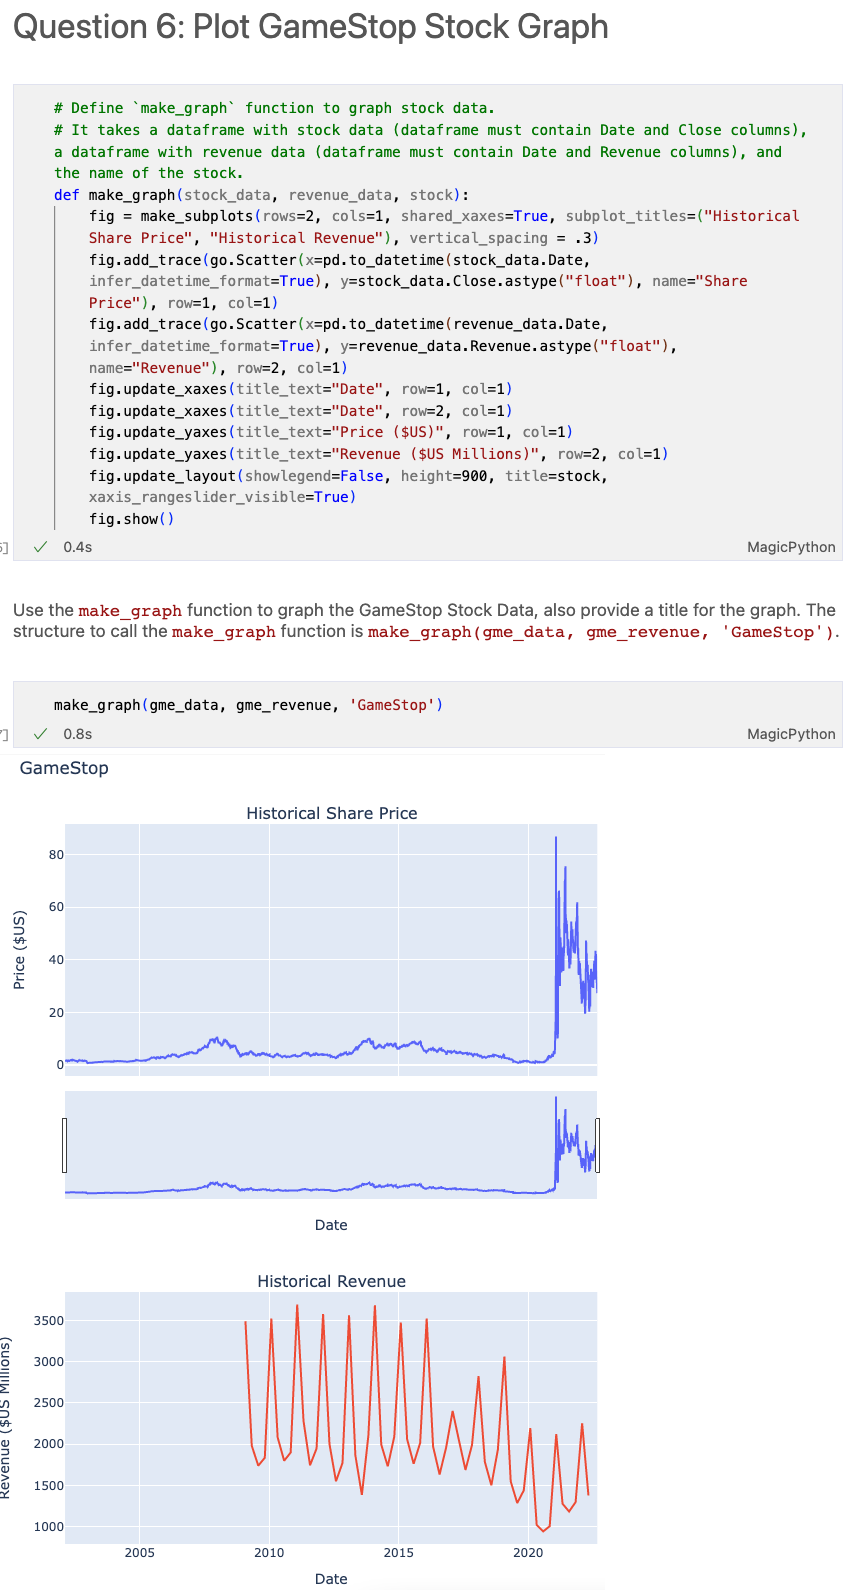 Question 6: Plot GameStop Stock Graph
# Define `make_graph` function to graph stock data.
# It takes a dataframe with stock data (dataframe must contain Date and Close columns),
a dataframe with revenue data (dataframe must contain Date and Revenue columns), and
the name of the stock.
def make_graph(stock_data, revenue_data, stock):
fig = make_subplots(rows=2, cols=1, shared_xaxes=True, subplot_titles=("Historical
Share Price", "Historical Revenue"), vertical_spacing = .3)
fig.add_trace(go.Scatter(x=pd.to_datetime(stock_data.Date,
infer_datetime_format=True), y=stock_data.Close.astype("float"), name="Share
Price"), row=1, col=1)
fig.add_trace(go.Scatter(x=pd.to_datetime(revenue_data.Date,
infer_datetime_format=True), y=revenue_data.Revenue.astype("float"),
name="Revenue"), row=2, col=1)
fig.update_xaxes(title_text="Date", row=1, col=1)
fig.update_xaxes(title_text="Date", row=2, col=1)
fig.update_yaxes(title_text="Price ($US)", row=1, col=1)
fig.update_yaxes(title_text="Revenue ($US Millions)", row=2, col=1)
fig.update_layout(showlegend=False, height=900, title=stock,
xaxis_rangeslider_visible=True)
fig.show()
] ✓ 0.4s MagicPython
Use the make_graph function to graph the GameStop Stock Data, also provide a title for the graph. The
structure to call the make_graph function is make_graph(gme_data, gme_revenue, 'GameStop').
make_graph(gme_data, gme_revenue, 'GameStop')
] ✓ 0.8s MagicPython
GameStop
Historical Share Price
80
60
40
20
0
Price ($US)
Date
Historical Revenue
3500
3000
2500
2000
1500
1000
Revenue ($US Millions)
2005 2010 2015 2020
Date